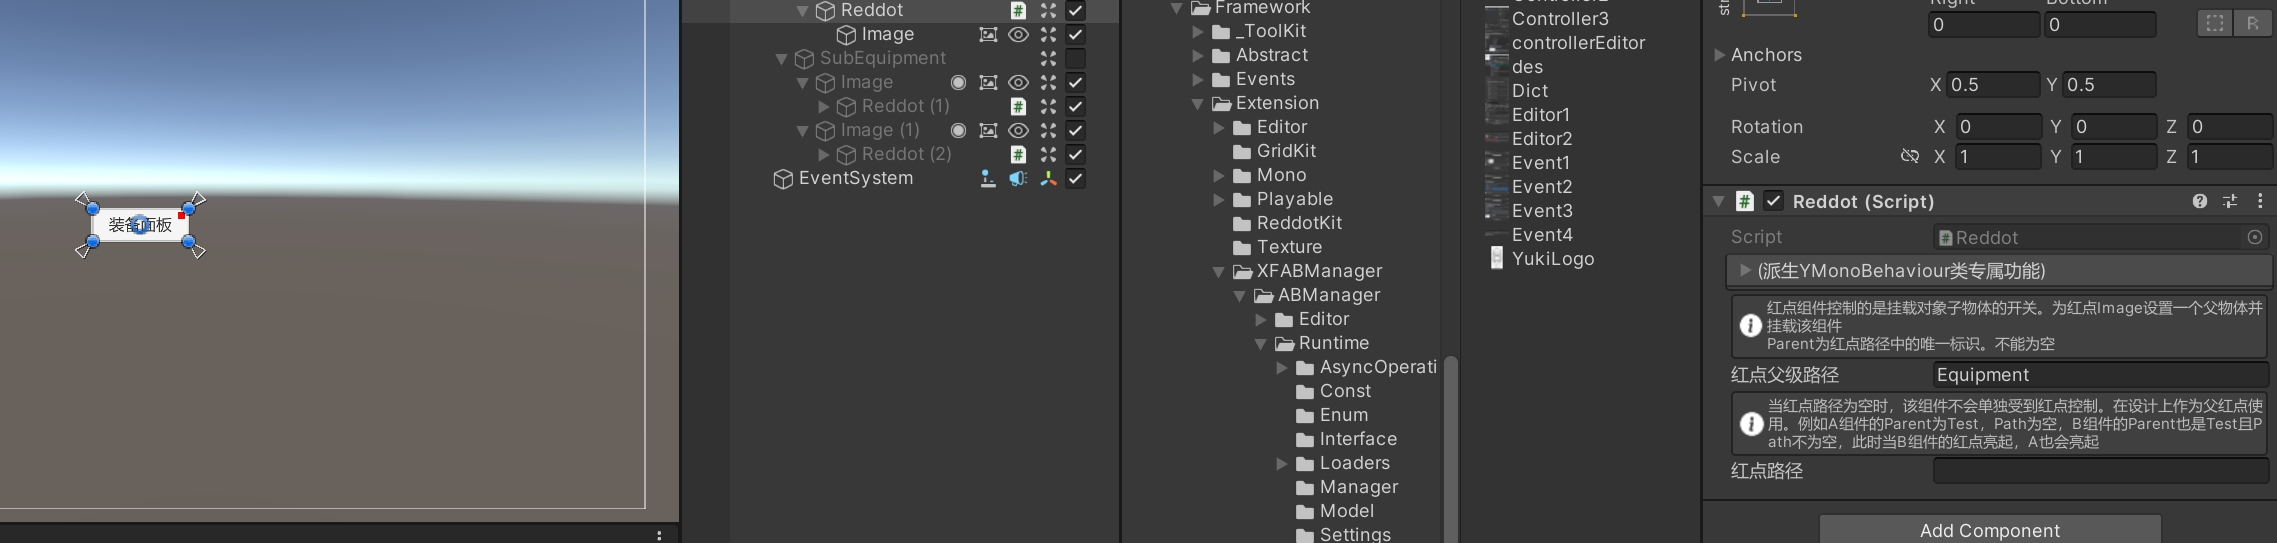 装备面板
Reddot
Image
SubEquipment
Image
Reddot (1)
Image (1)
Reddot (2)
EventSystem
Framework
_ToolKit
Abstract
Events
Extension
Editor
GridKit
Mono
Playable
ReddotKit
Texture
XFABManager
ABManager
Editor
Runtime
AsyncOperati
Const
Enum
Interface
Loaders
Manager
Model
Settings
Controller3
controllerEditor
des
Dict
Editor1
Editor2
Event1
Event2
Event3
Event4
YukiLogo
Right Bottom
0 0 R
Anchors
Pivot X 0.5 Y 0.5
Rotation X 0 Y 0 Z 0
Scale X 1 Y 1 Z 1
# Reddot (Script)
Script Reddot
(派生YMonoBehaviour类专属功能)
红点组件控制的是挂载对象子物体的开关。为红点Image设置一个父物体并
挂载该组件
Parent为红点路径中的唯一标识。不能为空
红点父级路径 Equipment
当红点路径为空时，该组件不会单独受到红点控制。在设计上作为父红点使
用。例如A组件的Parent为Test，Path为空，B组件的Parent也是Test且P
ath不为空，此时当B组件的红点亮起，A也会亮起
红点路径
Add Component